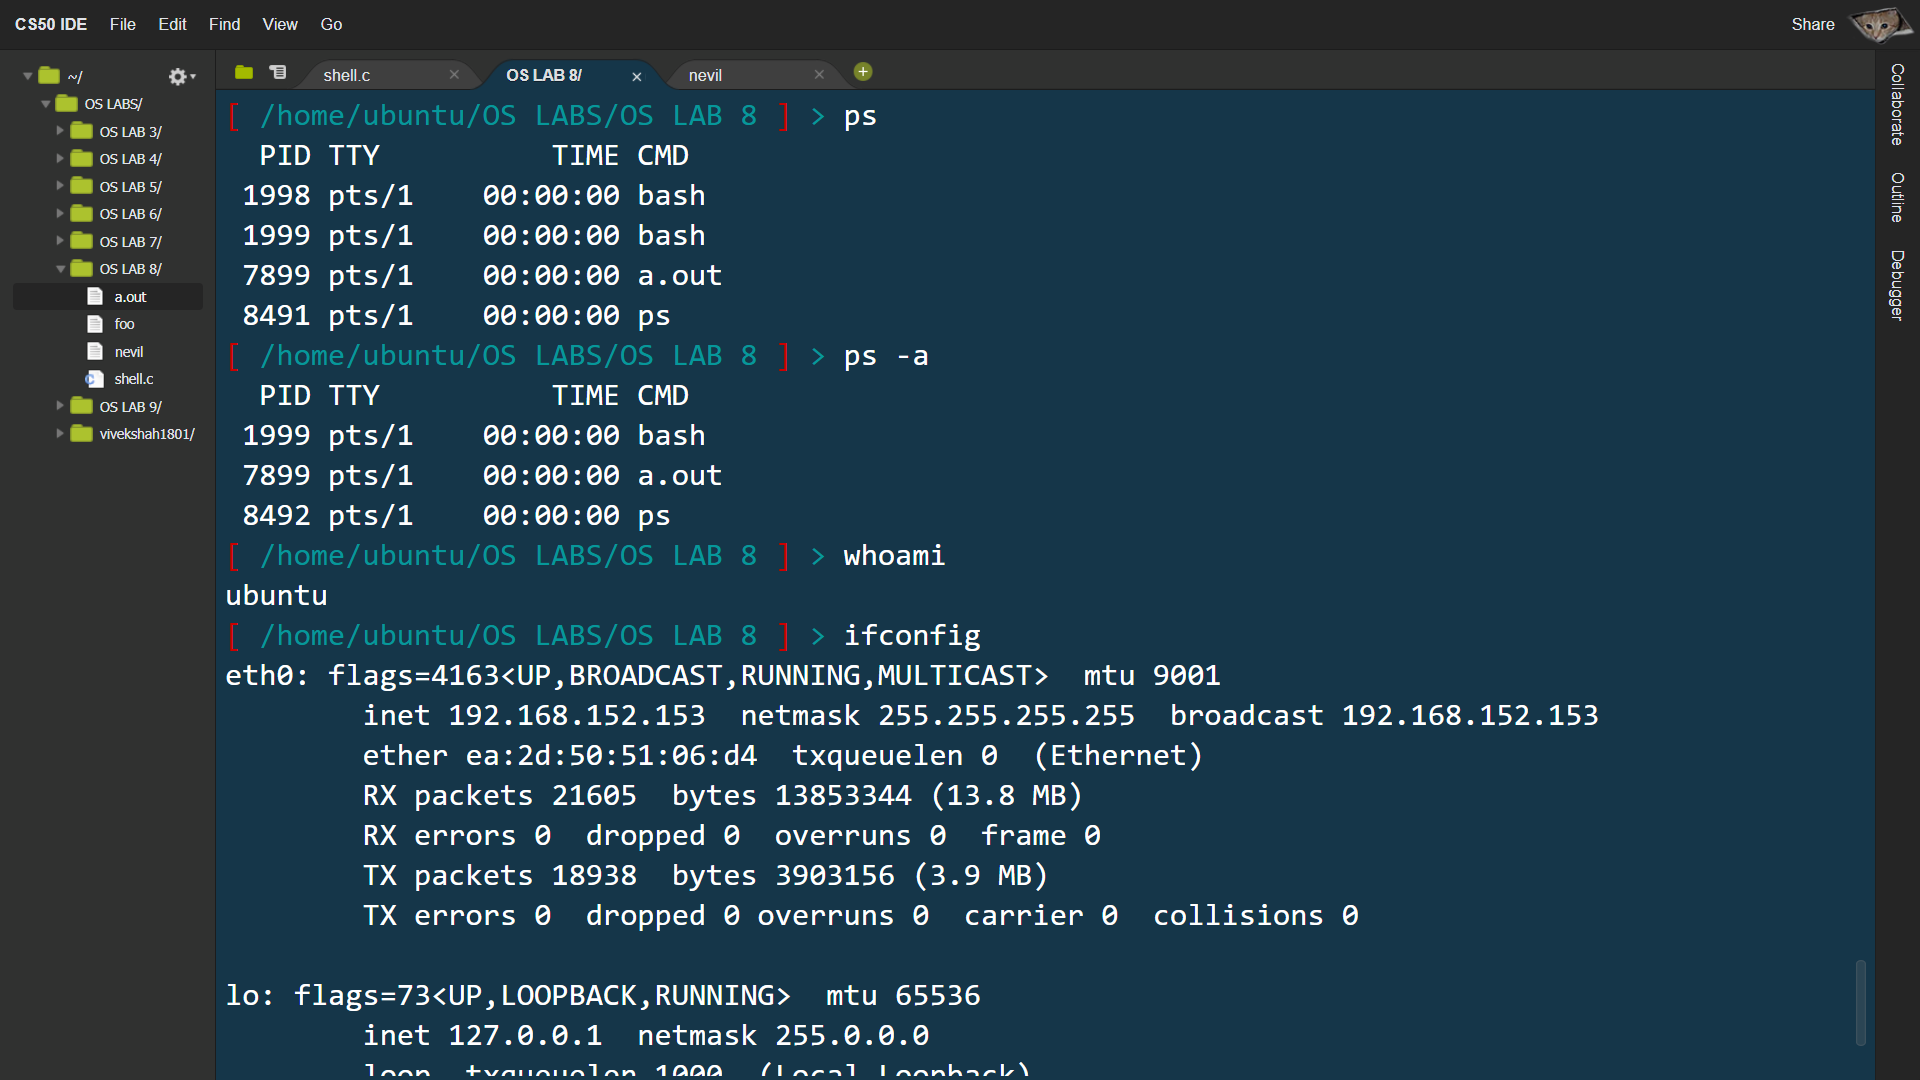 CS50 IDE File Edit Find View Go Share
~/
OS LABS/
OS LAB 3/
OS LAB 4/
OS LAB 5/
OS LAB 6/
OS LAB 7/
OS LAB 8/
a.out
foo
nevil
shell.c
OS LAB 9/
vivekshah1801/
shell.c OS LAB 8/ nevil
[ /home/ubuntu/OS LABS/OS LAB 8 ] > ps
PID TTY TIME CMD
1998 pts/1 00:00:00 bash
1999 pts/1 00:00:00 bash
7899 pts/1 00:00:00 a.out
8491 pts/1 00:00:00 ps
[ /home/ubuntu/OS LABS/OS LAB 8 ] > ps -a
PID TTY TIME CMD
1999 pts/1 00:00:00 bash
7899 pts/1 00:00:00 a.out
8492 pts/1 00:00:00 ps
[ /home/ubuntu/OS LABS/OS LAB 8 ] > whoami
ubuntu
[ /home/ubuntu/OS LABS/OS LAB 8 ] > ifconfig
eth0: flags=4163<UP,BROADCAST,RUNNING,MULTICAST> mtu 9001
inet 192.168.152.153 netmask 255.255.255.255 broadcast 192.168.152.153
ether ea:2d:50:51:06:d4 txqueuelen 0 (Ethernet)
RX packets 21605 bytes 13853344 (13.8 MB)
RX errors 0 dropped 0 overruns 0 frame 0
TX packets 18938 bytes 3903156 (3.9 MB)
TX errors 0 dropped 0 overruns 0 carrier 0 collisions 0
lo: flags=73<UP,LOOPBACK,RUNNING> mtu 65536
inet 127.0.0.1 netmask 255.0.0.0
loop txqueuelen 1000 (Local Loopback)
Collaborate
Outline
Debugger